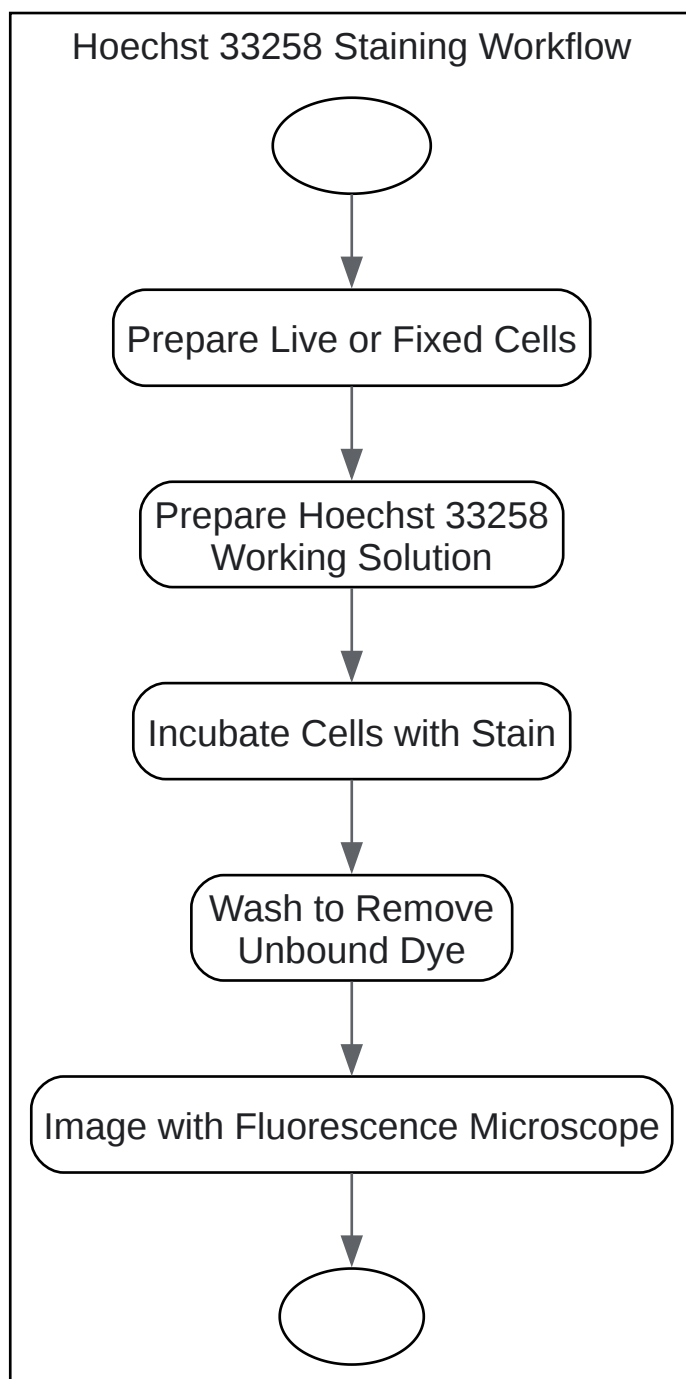 Hoechst 33258 Staining Workflow
Prepare Live or Fixed Cells
Prepare Hoechst 33258
Working Solution
Incubate Cells with Stain
Wash to Remove
Unbound Dye
Image with Fluorescence Microscope